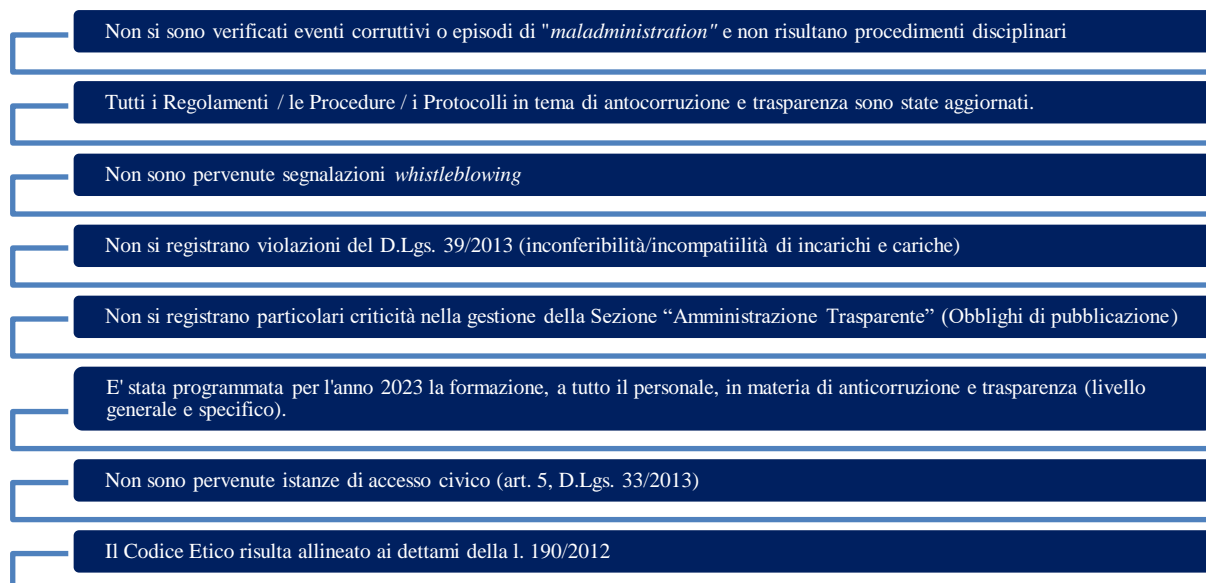 Non si sono verificati eventi corruttivi o episodi di "maladministration" e non risultano procedimenti disciplinari
Tutti i Regolamenti / le Procedure / i Protocolli in tema di antocorruzione e trasparenza sono state aggiornati.
Non sono pervenute segnalazioni whistleblowing
Non si registrano violazioni del D.Lgs. 39/2013 (inconferibilità/incompatiilità di incarichi e cariche)
Non si registrano particolari criticità nella gestione della Sezione “Amministrazione Trasparente” (Obblighi di pubblicazione)
E' stata programmata per l'anno 2023 la formazione, a tutto il personale, in materia di anticorruzione e trasparenza (livello
generale e specifico).
Non sono pervenute istanze di accesso civico (art. 5, D.Lgs. 33/2013)
Il Codice Etico risulta allineato ai dettami della l. 190/2012